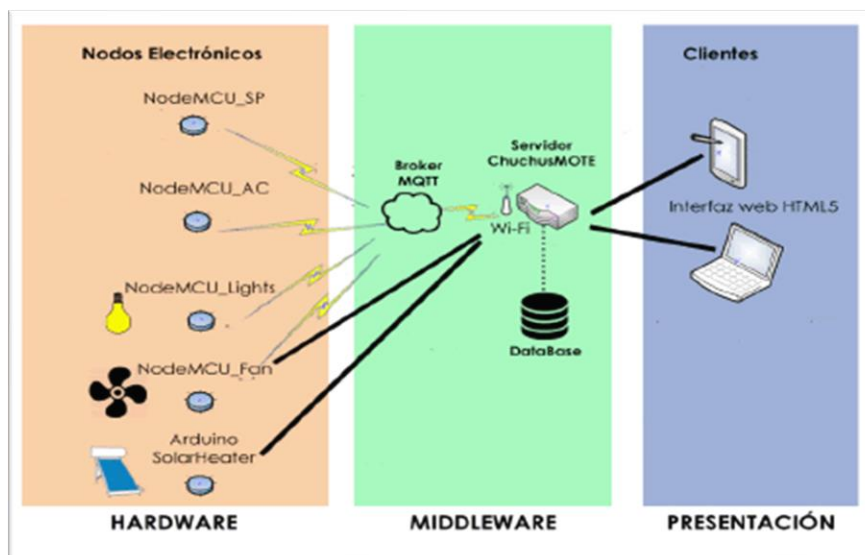 Nodos Electrónicos
NodeMCU_SP
NodeMCU_AC
NodeMCU_Lights
NodeMCU_Fan
Arduino
SolarHeater
HARDWARE
Broker
MQTT
Servidor
ChuchusMOTE
Wi-Fi
DataBase
MIDDLEWARE
Clientes
Interfaz web HTML5
PRESENTACIÓN